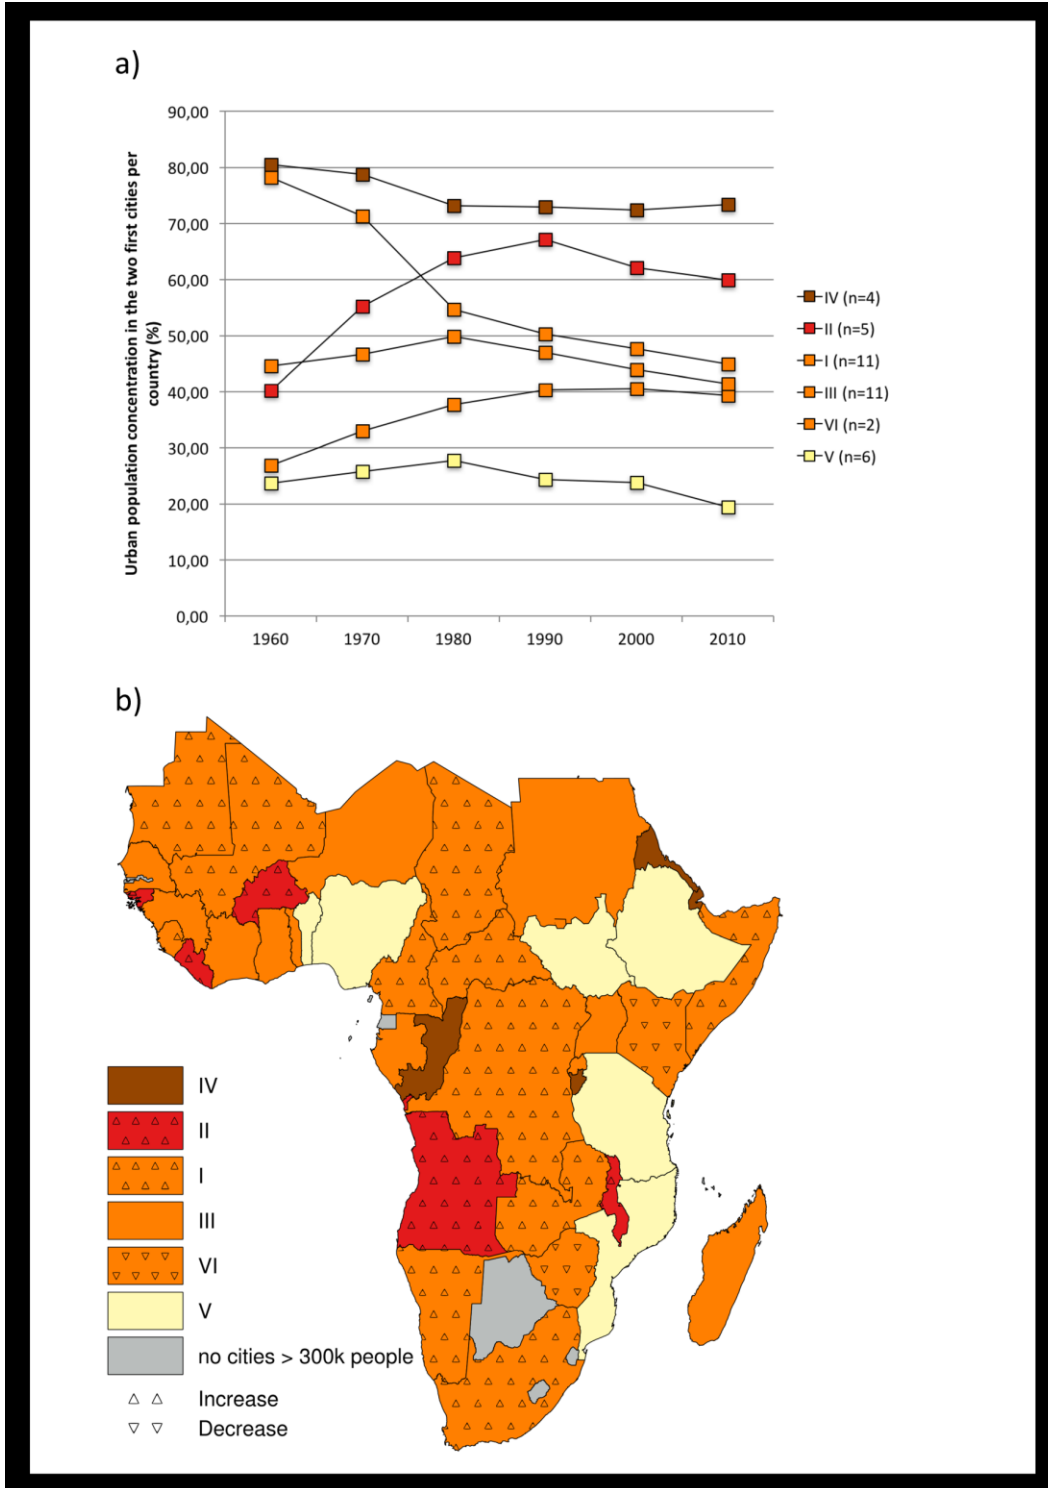 a)
Urban population concentration in the two first cities per
country (%)
90,00
80,00
70,00
60,00
50,00
40,00
30,00
20,00
10,00
0,00
1960 1970 1980 1990 2000 2010
IV (n=4)
II (n=5)
I (n=11)
III (n=11)
VI (n=2)
V (n=6)
b)
IV
II
I
III
VI
V
no cities > 300k people
Increase
Decrease